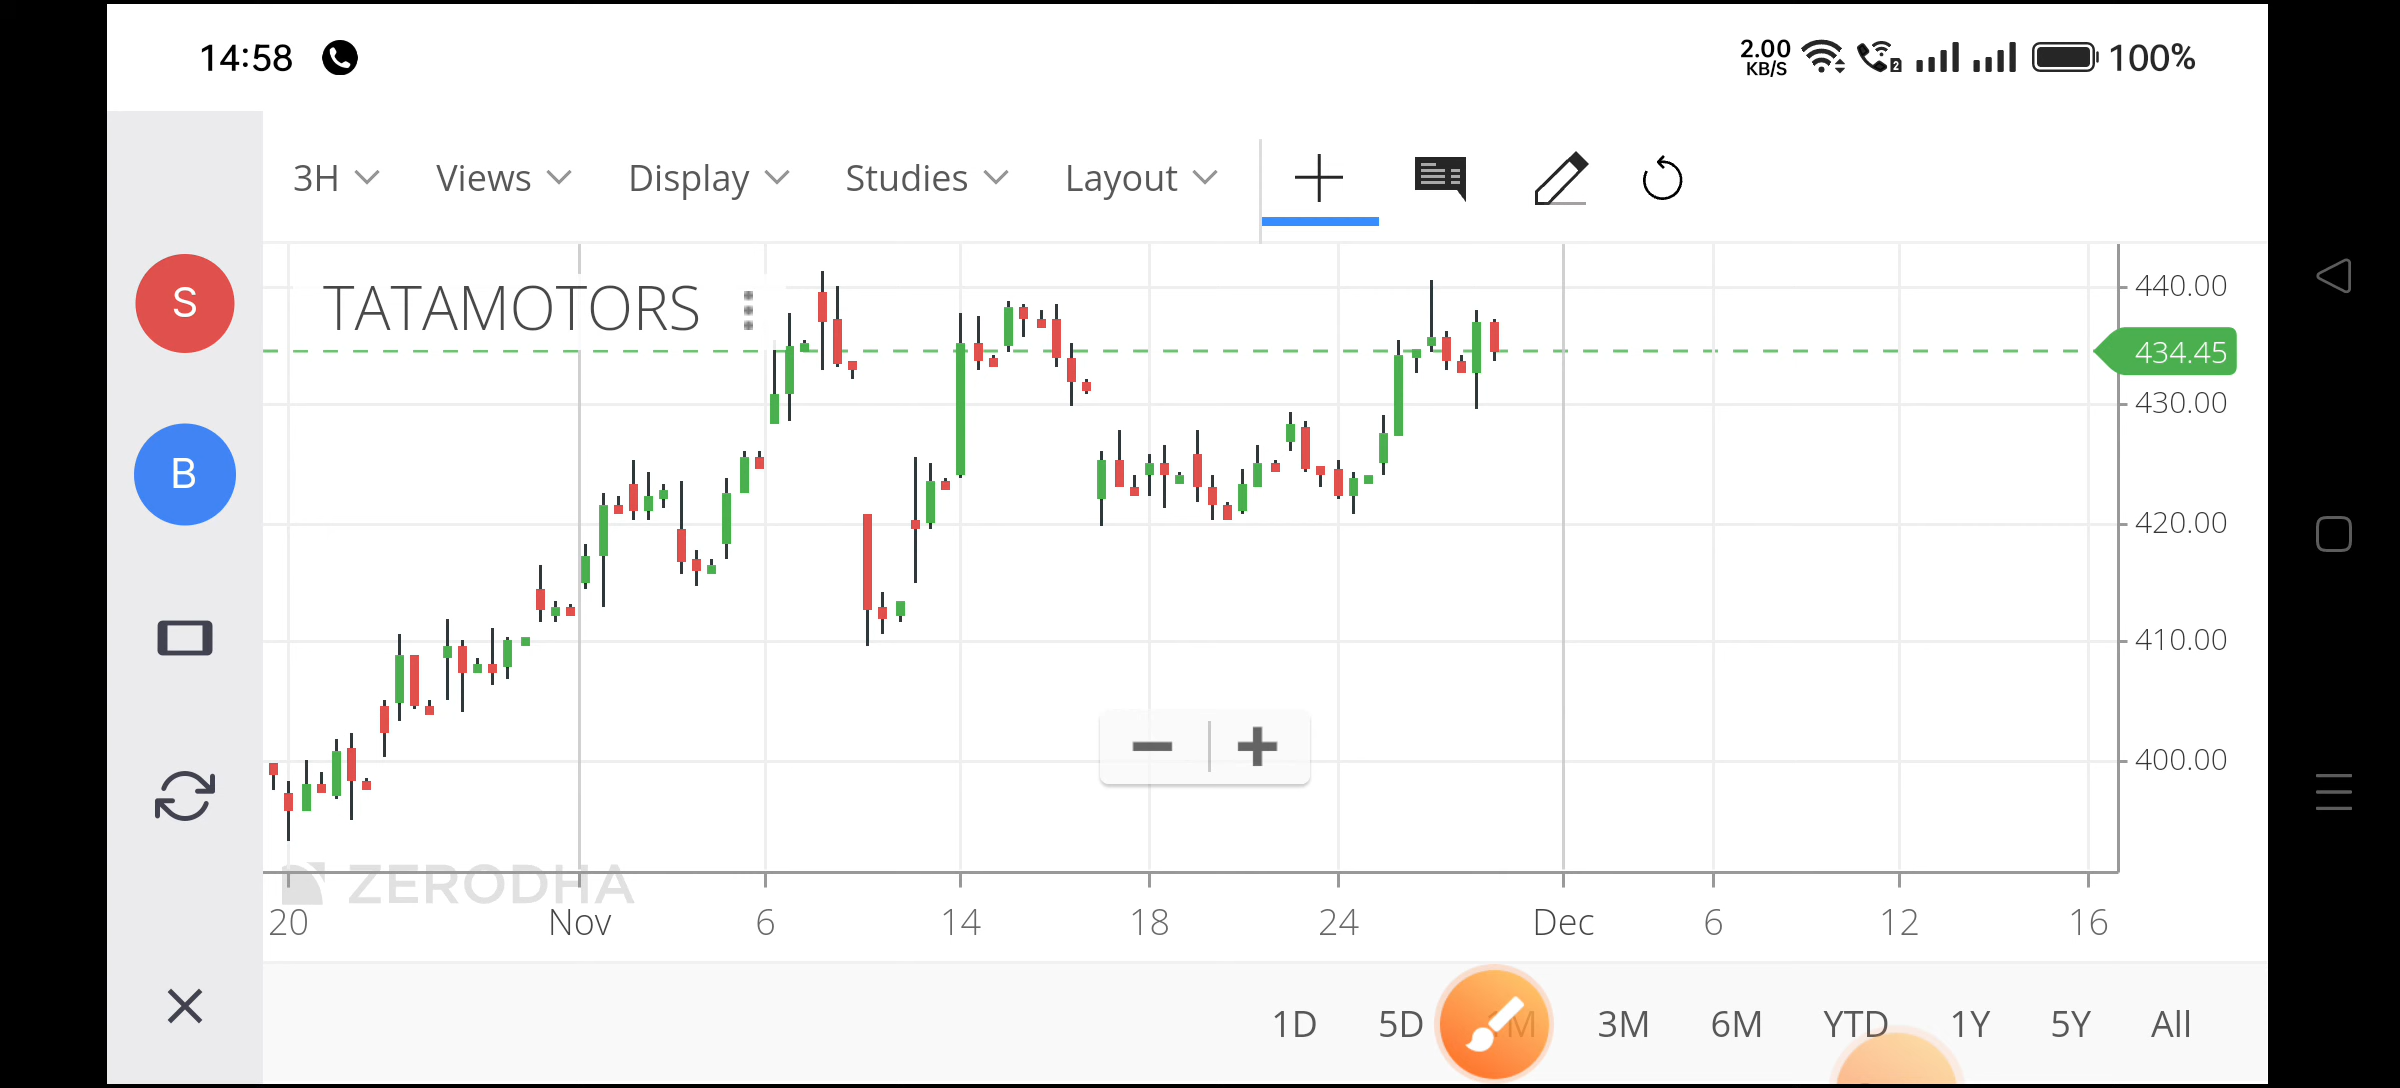 14:58
2.00
KB/S
2
100%
3H Views Display Studies Layout
S
B
TATAMOTORS
440.00
434.45
430.00
420.00
410.00
400.00
ZERODHA
20 Nov 6 14 18 24 Dec 6 12 16
1D 5D 1M 3M 6M YTD 1Y 5Y All